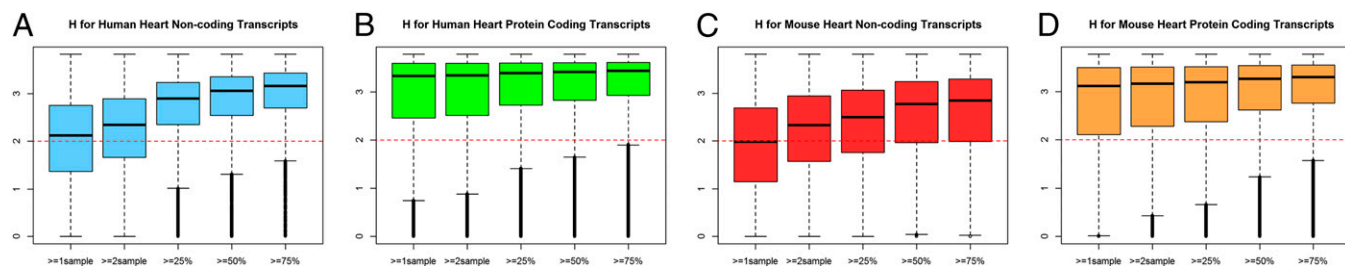 A
H for Human Heart Non-coding Transcripts
3
2
1
0
>=1sample >=2sample >=25% >=50% >=75%
B
H for Human Heart Protein Coding Transcripts
3
2
1
0
>=1sample >=2sample >=25% >=50% >=75%
C
H for Mouse Heart Non-coding Transcripts
3
2
1
0
>=1sample >=2sample >=25% >=50% >=75%
D
H for Mouse Heart Protein Coding Transcripts
3
2
1
0
>=1sample >=2sample >=25% >=50% >=75%